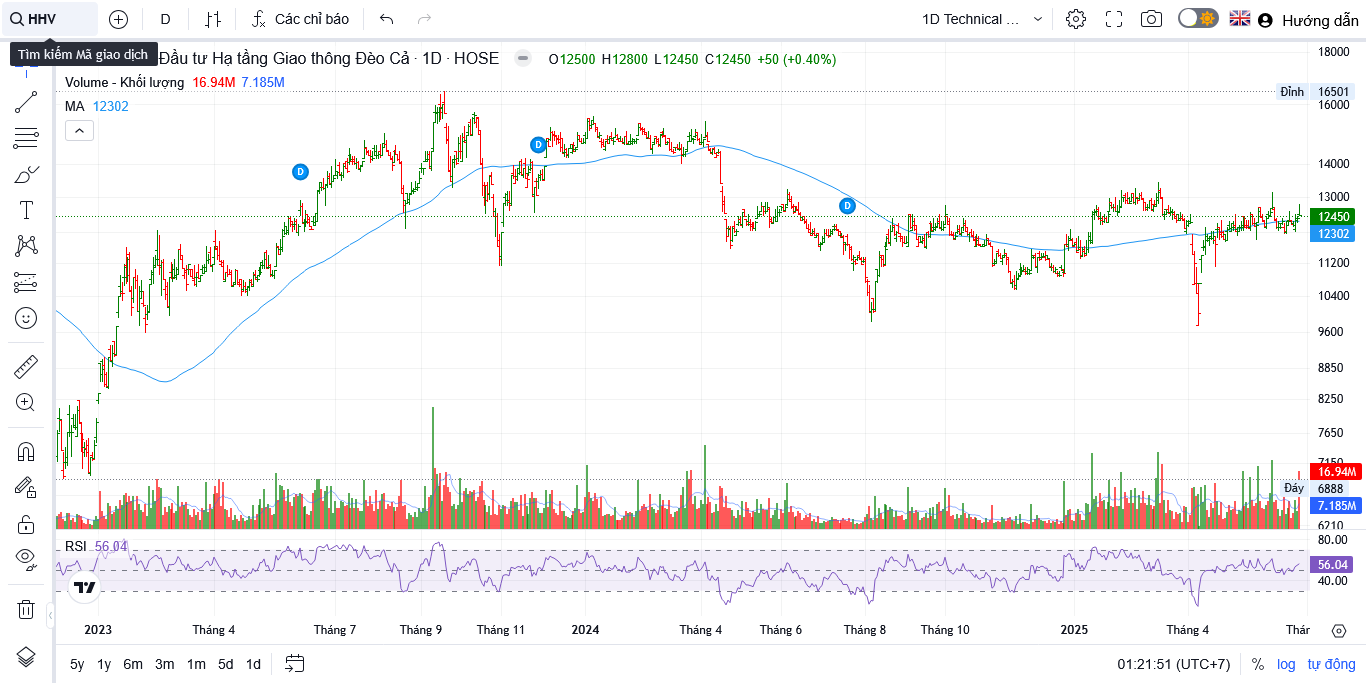 HHV
D
Các chỉ báo
1D Technical ...
Hướng dẫn
Tìm kiếm Mã giao dịch
Đầu tư Hạ tầng Giao thông Đèo Cả · 1D · HOSE
O12500 H12800 L12450 C12450 +50 (+0.40%)
Volume - Khối lượng 16.94M 7.185M
MA 12302
D
D
D
18000
Đỉnh 16501
16000
14000
13000
12450
12302
11200
10400
9600
8850
8250
7650
7150
16.94M
Đáy 6888
7.185M
6710
RSI 56.04
80.00
56.04
40.00
2023
Tháng 4
Tháng 7
Tháng 9
Tháng 11
2024
Tháng 4
Tháng 6
Tháng 8
Tháng 10
2025
Tháng 4
Thár
5y 1y 6m 3m 1m 5d 1d
01:21:51 (UTC+7)
% log tự động